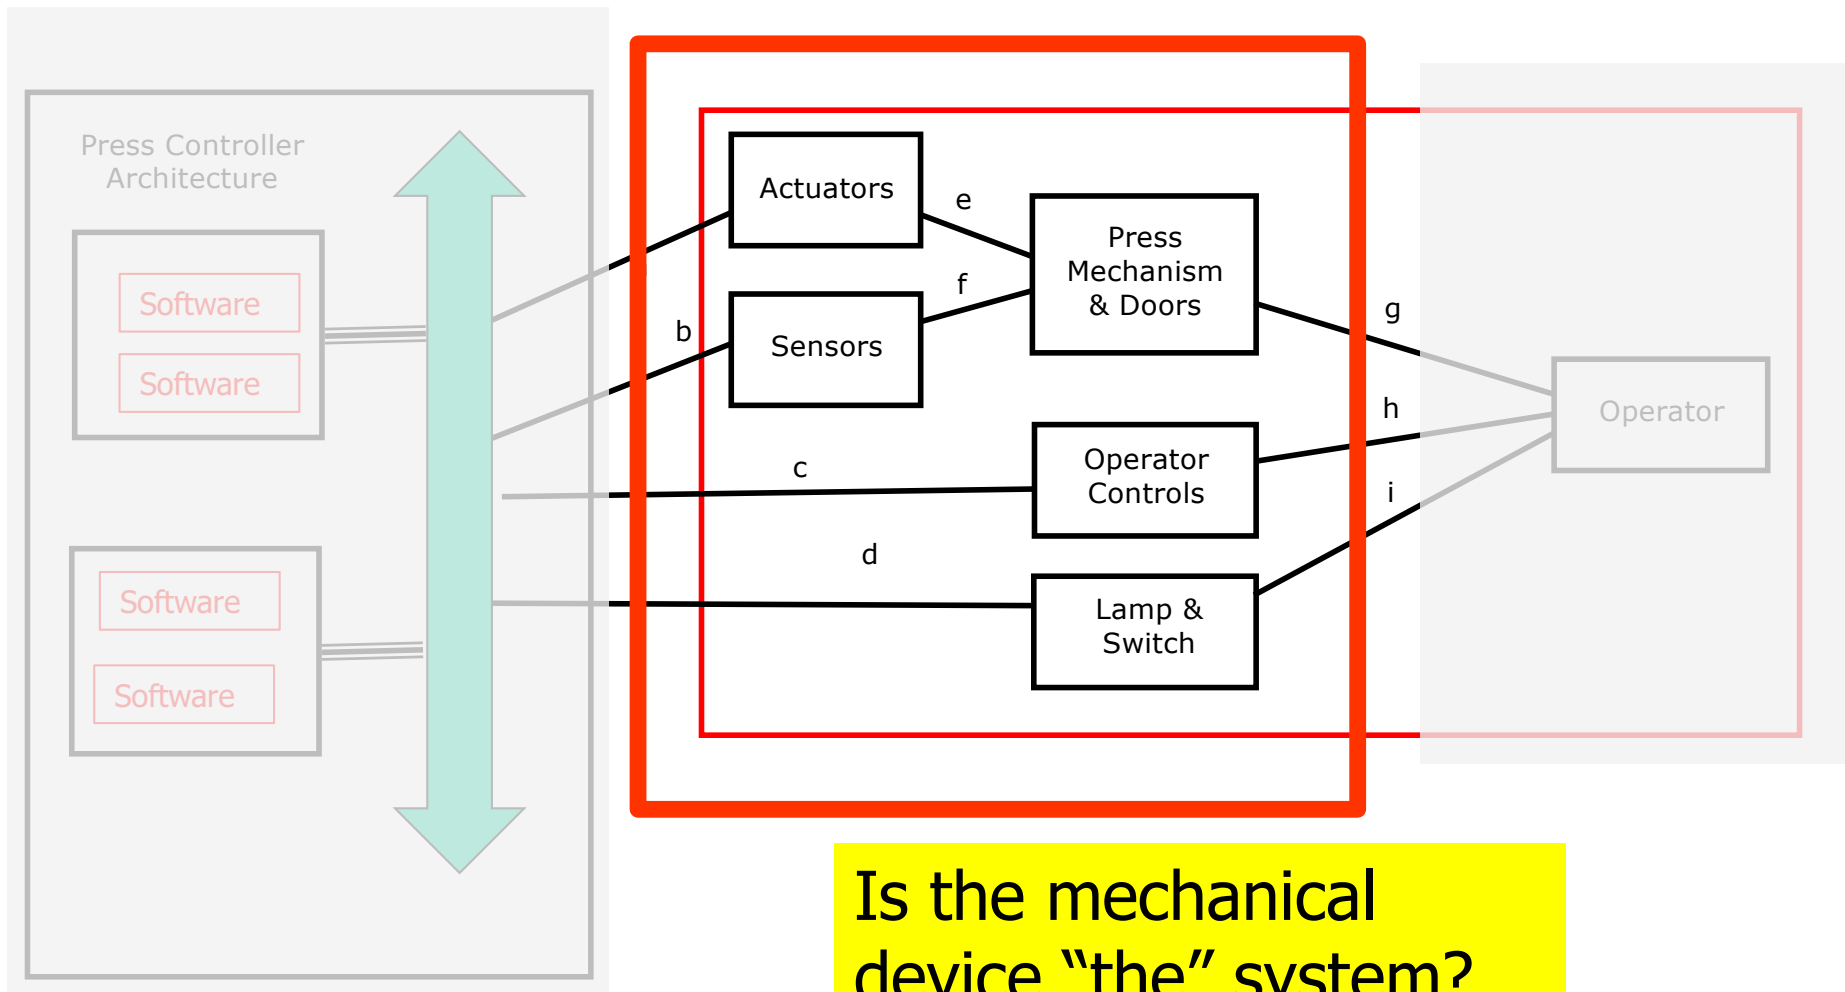 Press Controller
Architecture
Software
Software
Software
Software
Actuators
Sensors
Press
Mechanism
& Doors
Operator
Controls
Lamp &
Switch
Operator
e
f
b
c
d
g
h
i
Is the mechanical
device “the” system?